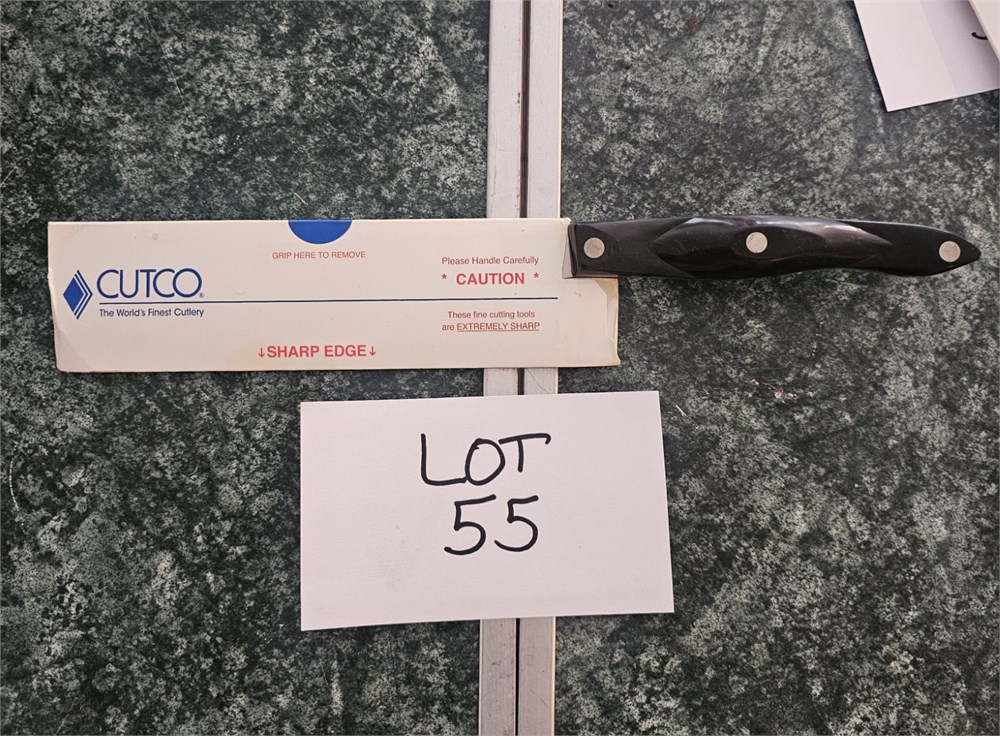 GRIP HERE TO REMOVE
CUTCO®
The World's Finest Cutlery
Please Handle Carefully
* CAUTION *
These fine cutting tools
are EXTREMELY SHARP
↓SHARP EDGE↓
LOT
55